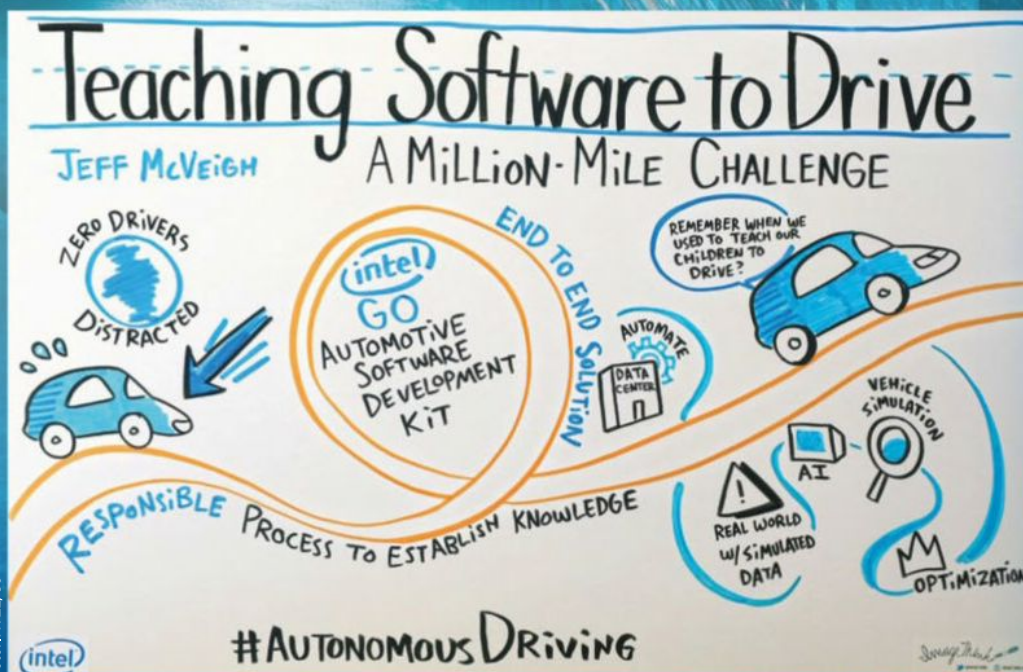 Teaching Software to Drive
JEFF McVEIGH
A MiLLiON-MiLE CHALLENGE
ZERO DRiVERS
DiSTRACTED
intel
GO
AUTOMOTiVE
SOFTWARE
DEVELOPMENT
KiT
END TO END SOLUTiON
AUTOMATE
DATA
CENTER
REMEMBER WHEN WE
USED TO TEACH OUR
CHiLDREN TO
DRiVE?
VEHiCLE
SiMULATiON
AI
REAL WORLD
W/SiMULATED
DATA
OPTiMiZATiON
RESPONSiBLE PROCESS TO ESTABLiSH KNOWLEDGE
#AUTONOMOUS DRiViNG
intel
ImageThink